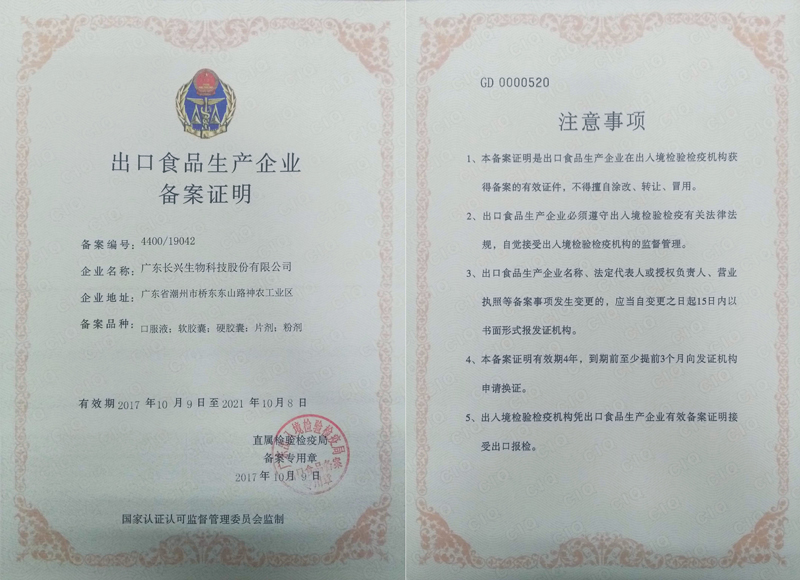 出口食品生产企业
备案证明
备案编号：4400/19042
企业名称：广东长兴生物科技股份有限公司
企业地址：广东省潮州市桥东东山路神农工业区
备案品种：口服液；软胶囊；硬胶囊；片剂；粉剂
有效期2017 年10 月 9日至2021 年10月8日
直属检验检疫局
备案专用章
2017年10月9日
国家认证认可监督管理委员会监制
GD 0000520
注意事项
1、本备案证明是出口食品生产企业在出入境检验检疫机构获
得备案的有效证件，不得擅自涂改、转让、冒用。
2、出口食品生产企业必须遵守出入境检验检疫有关法律法
规，自觉接受出入境检验检疫机构的监督管理。
3、出口食品生产企业名称、法定代表人或授权负责人、营业
执照等备案事项发生变更的，应当自变更之日起15日内以
书面形式报发证机构。
4、本备案证明有效期4年，到期前至少提前3个月向发证机构
申请换证。
5、出入境检验检疫机构凭出口食品生产企业有效备案证明接
受出口报检。